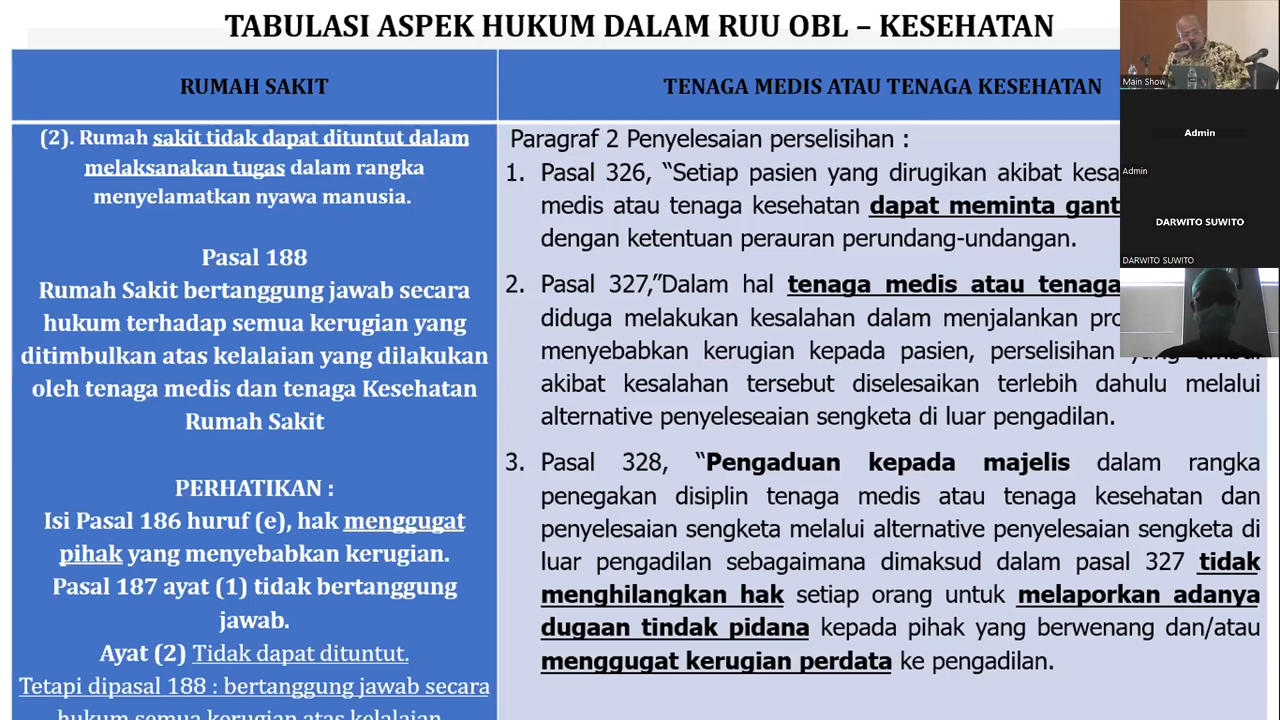 TABULASI ASPEK HUKUM DALAM RUU OBL – KESEHATAN
RUMAH SAKIT
(2). Rumah sakit tidak dapat dituntut dalam
melaksanakan tugas dalam rangka
menyelamatkan nyawa manusia.
Pasal 188
Rumah Sakit bertanggung jawab secara
hukum terhadap semua kerugian yang
ditimbulkan atas kelalaian yang dilakukan
oleh tenaga medis dan tenaga Kesehatan
Rumah Sakit
PERHATIKAN :
Isi Pasal 186 huruf (e), hak menggugat
pihak yang menyebabkan kerugian.
Pasal 187 ayat (1) tidak bertanggung
jawab.
Ayat (2) Tidak dapat dituntut.
Tetapi dipasal 188 : bertanggung jawab secara
hukum semua kerugian atas kelalaian
TENAGA MEDIS ATAU TENAGA KESEHATAN
Paragraf 2 Penyelesaian perselisihan :
1. Pasal 326, “Setiap pasien yang dirugikan akibat kesa
medis atau tenaga kesehatan dapat meminta gant
dengan ketentuan perauran perundang-undangan.
2. Pasal 327,”Dalam hal tenaga medis atau tenaga
diduga melakukan kesalahan dalam menjalankan pro
menyebabkan kerugian kepada pasien, perselisihan yang timbul
akibat kesalahan tersebut diselesaikan terlebih dahulu melalui
alternative penyeleseaian sengketa di luar pengadilan.
3. Pasal 328, “Pengaduan kepada majelis dalam rangka
penegakan disiplin tenaga medis atau tenaga kesehatan dan
penyelesaian sengketa melalui alternative penyelesaian sengketa di
luar pengadilan sebagaimana dimaksud dalam pasal 327 tidak
menghilangkan hak setiap orang untuk melaporkan adanya
dugaan tindak pidana kepada pihak yang berwenang dan/atau
menggugat kerugian perdata ke pengadilan.
Main Show
Admin
Admin
DARWITO SUWITO
DARWITO SUWITO